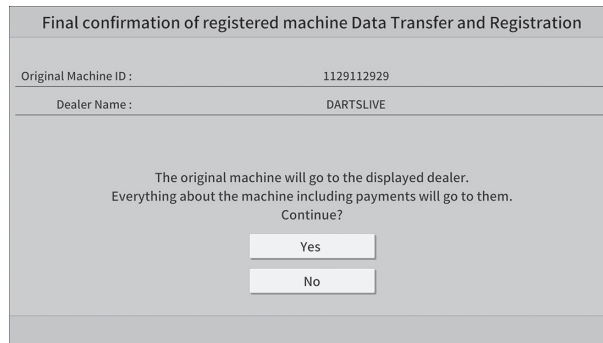 Final confirmation of registered machine Data Transfer and Registration
Original Machine ID : 1129112929
Dealer Name : DARTSLIVE
The original machine will go to the displayed dealer.
Everything about the machine including payments will go to them.
Continue?
Yes
No